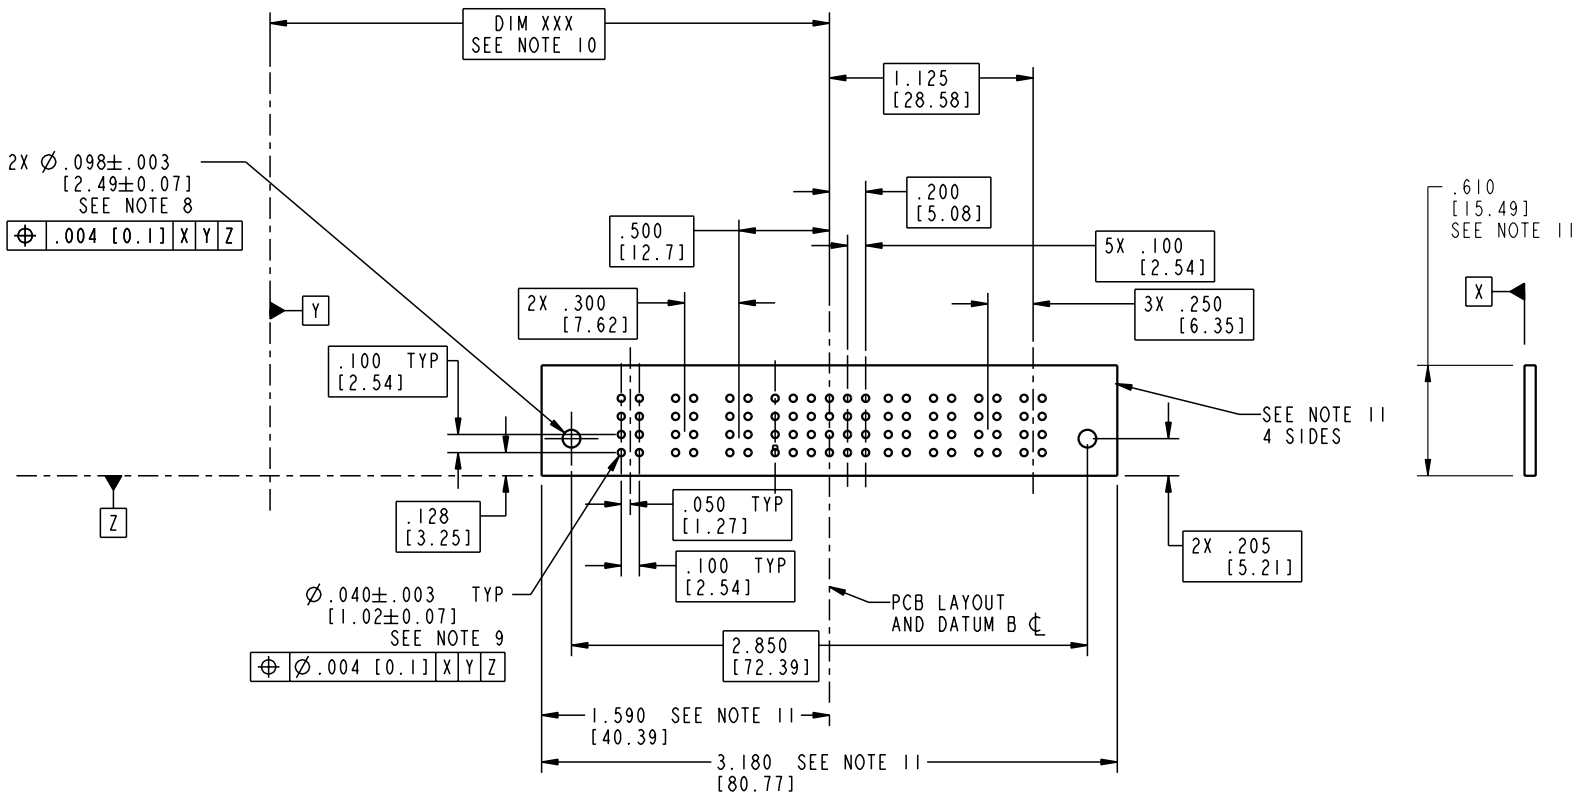 DIM XXX
SEE NOTE 10
1.125
[28.58]
2X Ø.098±.003
[2.49±0.07]
SEE NOTE 8
⌖ .004 [0.1] X Y Z
.200
[5.08]
.610
[15.49]
SEE NOTE 11
.500
[12.7]
5X .100
[2.54]
2X .300
[7.62]
3X .250
[6.35]
X
Y
.100 TYP
[2.54]
SEE NOTE 11
4 SIDES
Z
.128
[3.25]
.050 TYP
[1.27]
2X .205
[5.21]
.100 TYP
[2.54]
Ø.040±.003 TYP
[1.02±0.07]
SEE NOTE 9
⌖ Ø.004 [0.1] X Y Z
PCB LAYOUT
AND DATUM B ℄
2.850
[72.39]
1.590 SEE NOTE 11
[40.39]
3.180 SEE NOTE 11
[80.77]